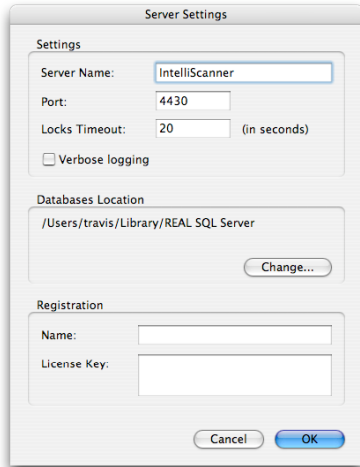 Server Settings
Settings
Server Name: IntelliScanner
Port: 4430
Locks Timeout: 20 (in seconds)
Verbose logging
Databases Location
/Users/travis/Library/REAL SQL Server
Change...
Registration
Name:
License Key:
Cancel OK